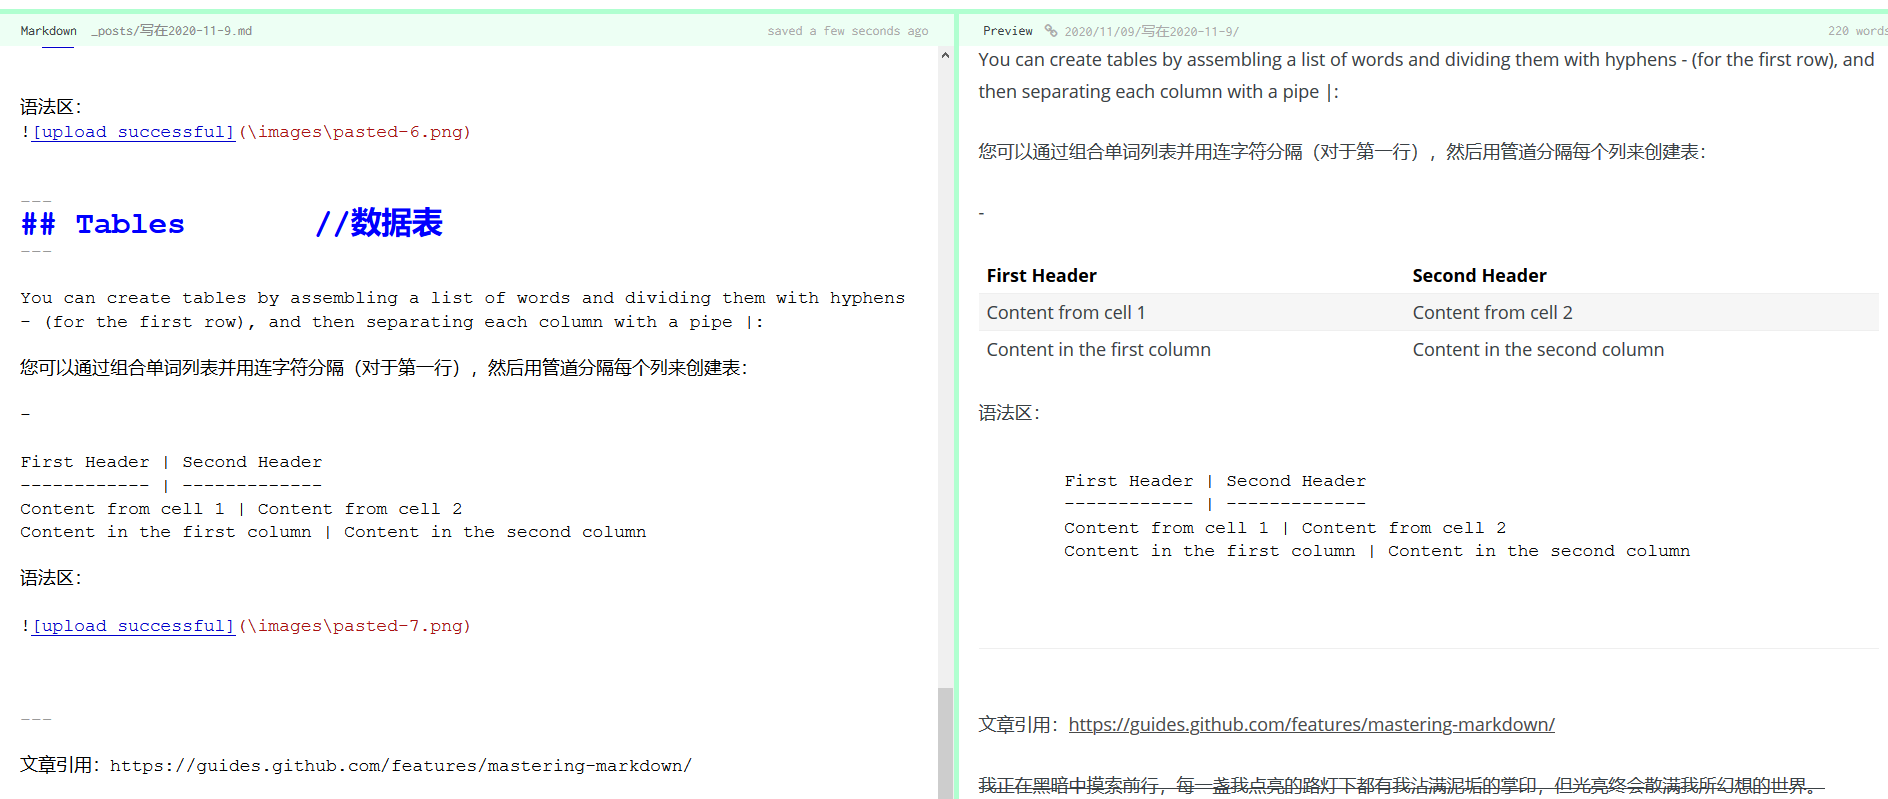 Markdown _posts/写在2020-11-9.md saved a few seconds ago
语法区：
![upload successful](\images\pasted-6.png)
---
## Tables //数据表
---
You can create tables by assembling a list of words and dividing them with hyphens
- (for the first row), and then separating each column with a pipe |:
您可以通过组合单词列表并用连字符分隔（对于第一行），然后用管道分隔每个列来创建表：
-
First Header | Second Header
------------ | -------------
Content from cell 1 | Content from cell 2
Content in the first column | Content in the second column
语法区：
![upload successful](\images\pasted-7.png)
---
文章引用：https://guides.github.com/features/mastering-markdown/
Preview 2020/11/09/写在2020-11-9/ 220 words
You can create tables by assembling a list of words and dividing them with hyphens - (for the first row), and
then separating each column with a pipe |:
您可以通过组合单词列表并用连字符分隔（对于第一行），然后用管道分隔每个列来创建表：
-
First Header Second Header
Content from cell 1 Content from cell 2
Content in the first column Content in the second column
语法区：
First Header | Second Header
------------ | -------------
Content from cell 1 | Content from cell 2
Content in the first column | Content in the second column
文章引用：https://guides.github.com/features/mastering-markdown/
我正在黑暗中摸索前行，每一盏我点亮的路灯下都有我沾满泥垢的掌印，但光亮终会散满我所幻想的世界。